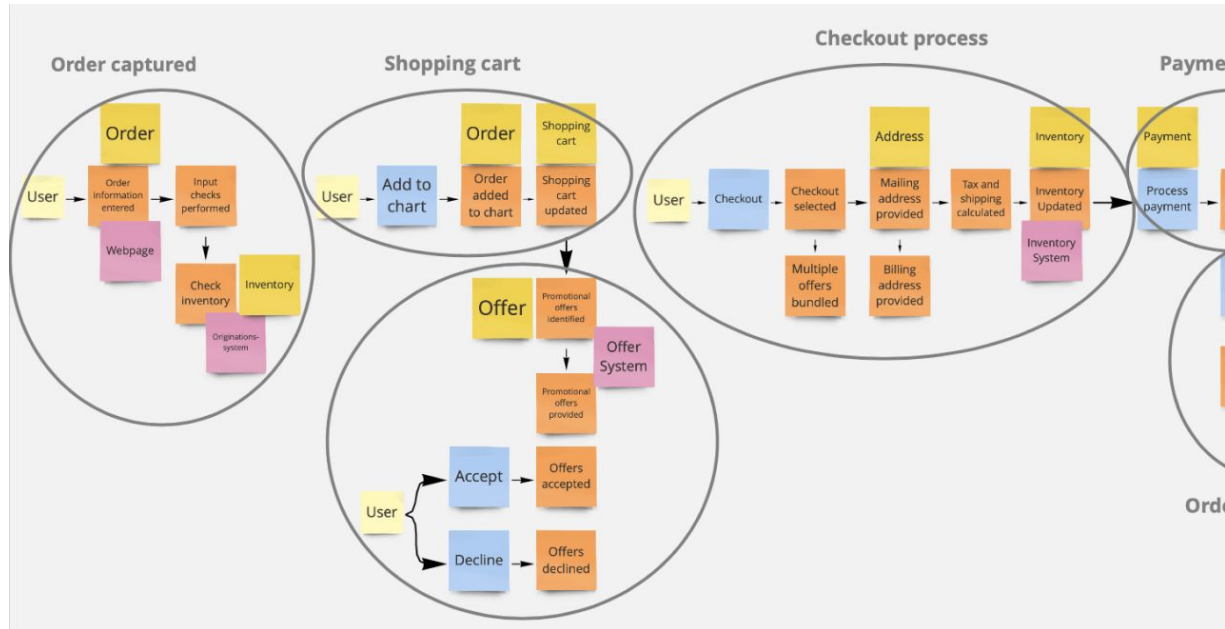 Order captured
Shopping cart
Checkout process
Payme
Order
User
Order
information
entered
Input
checks
performed
Webpage
Check
inventory
Inventory
Originations-
system
Order
Shopping
cart
User
Add to
chart
Order
added
to chart
Shopping
cart
updated
Offer
Promotional
offers
identified
Offer
System
Promotional
offers
provided
User
Accept
Offers
accepted
Decline
Offers
declined
Address
Inventory
User
Checkout
Checkout
selected
Mailing
address
provided
Tax and
shipping
calculated
Inventory
Updated
Inventory
System
Multiple
offers
bundled
Billing
address
provided
Payment
Process
payment
Orde